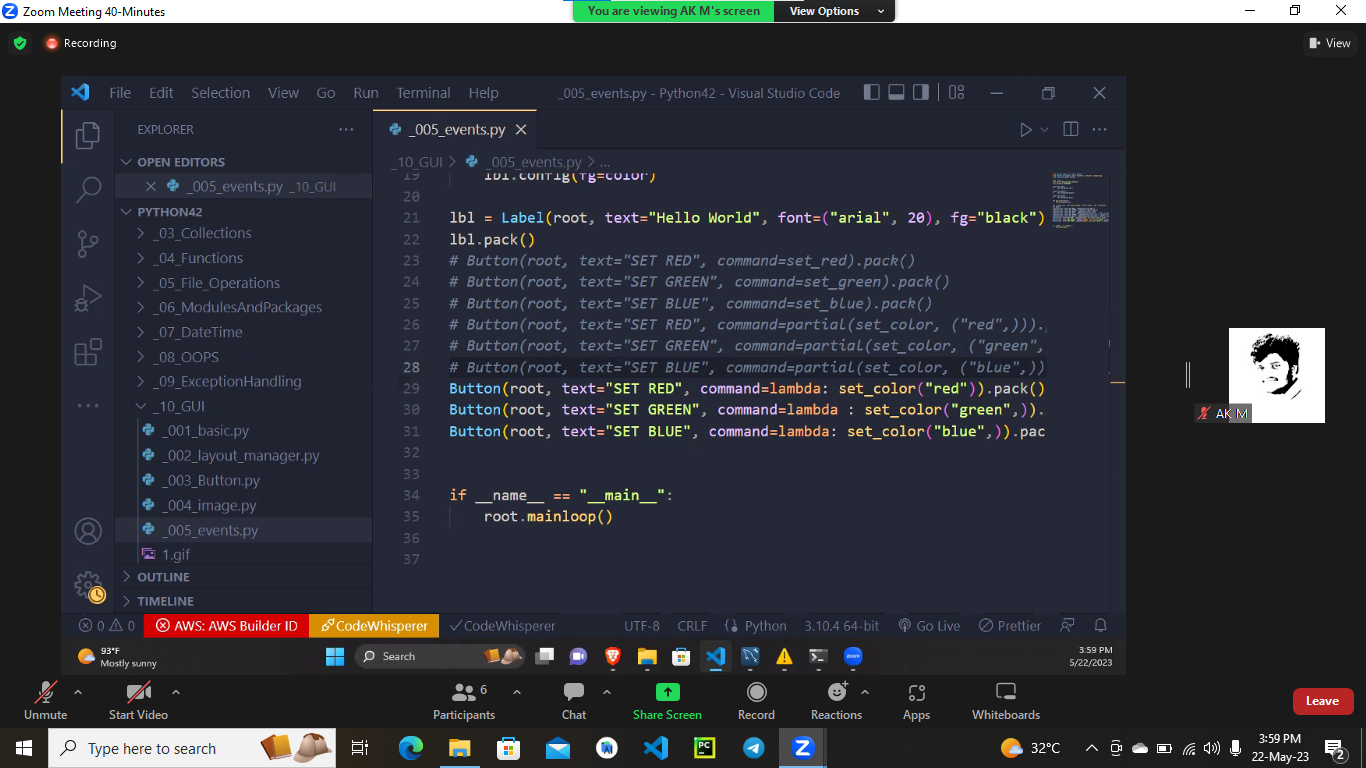 Zoom Meeting 40-Minutes
You are viewing AK M's screen
View Options
Recording
View
File Edit Selection View Go Run Terminal Help
_005_events.py - Python42 - Visual Studio Code
EXPLORER
OPEN EDITORS
_005_events.py _10_GUI
PYTHON42
_03_Collections
_04_Functions
_05_File_Operations
_06_ModulesAndPackages
_07_DateTime
_08_OOPS
_09_ExceptionHandling
_10_GUI
_001_basic.py
_002_layout_manager.py
_003_Button.py
_004_image.py
_005_events.py
1.gif
OUTLINE
TIMELINE
_005_events.py
_10_GUI > _005_events.py > ...
19 lbl.config(fg=color)
20
21 lbl = Label(root, text="Hello World", font=("arial", 20), fg="black")
22 lbl.pack()
23 # Button(root, text="SET RED", command=set_red).pack()
24 # Button(root, text="SET GREEN", command=set_green).pack()
25 # Button(root, text="SET BLUE", command=set_blue).pack()
26 # Button(root, text="SET RED", command=partial(set_color, ("red",))).
27 # Button(root, text="SET GREEN", command=partial(set_color, ("green",
28 # Button(root, text="SET BLUE", command=partial(set_color, ("blue",))
29 Button(root, text="SET RED", command=lambda: set_color("red")).pack()
30 Button(root, text="SET GREEN", command=lambda : set_color("green",)).
31 Button(root, text="SET BLUE", command=lambda: set_color("blue",)).pac
32
33
34 if __name__ == "__main__":
35 root.mainloop()
36
37
AK M
0 0 AWS: AWS Builder ID CodeWhisperer CodeWhisperer UTF-8 CRLF Python 3.10.4 64-bit Go Live Prettier
93°F
Mostly sunny
Search
3:59 PM
5/22/2023
Unmute
Start Video
Participants 6
Chat
Share Screen
Record
Reactions
Apps
Whiteboards
Leave
Type here to search
32°C
3:59 PM
22-May-23
2